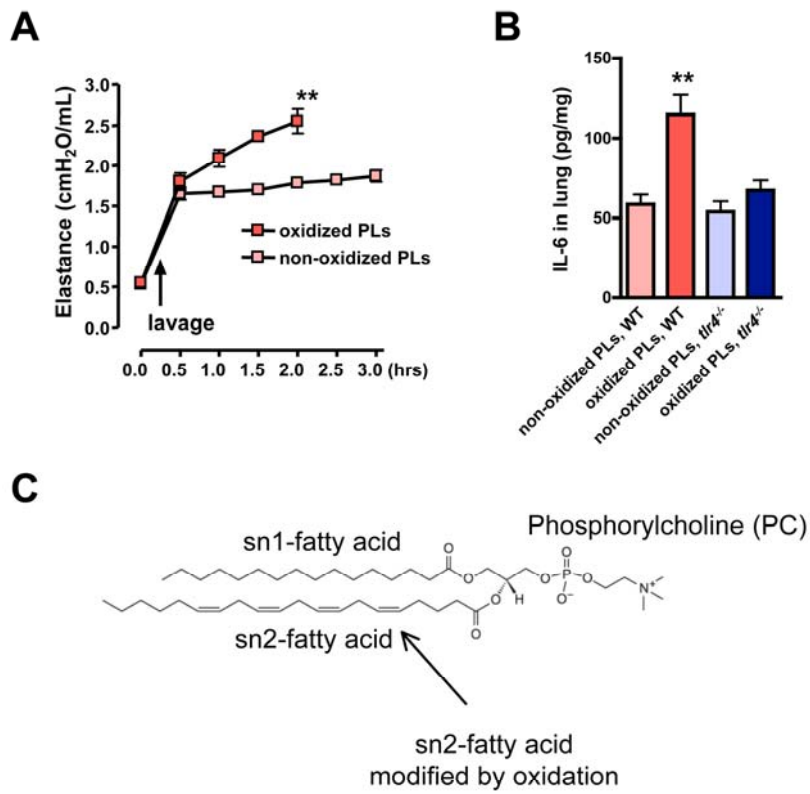 A
Elastance (cmH₂O/mL)
3.0
2.5
2.0
1.5
1.0
0.5
0.0
**
oxidized PLs
non-oxidized PLs
lavage
0.0 0.5 1.0 1.5 2.0 2.5 3.0 (hrs)
B
IL-6 in lung (pg/mg)
150
100
50
0
**
non-oxidized PLs, WT
oxidized PLs, WT
non-oxidized PLs, tlr4-/-
oxidized PLs, tlr4-/-
C
sn1-fatty acid
Phosphorylcholine (PC)
O O
O O P O
O H O⁻ N⁺
O
sn2-fatty acid
sn2-fatty acid
modified by oxidation